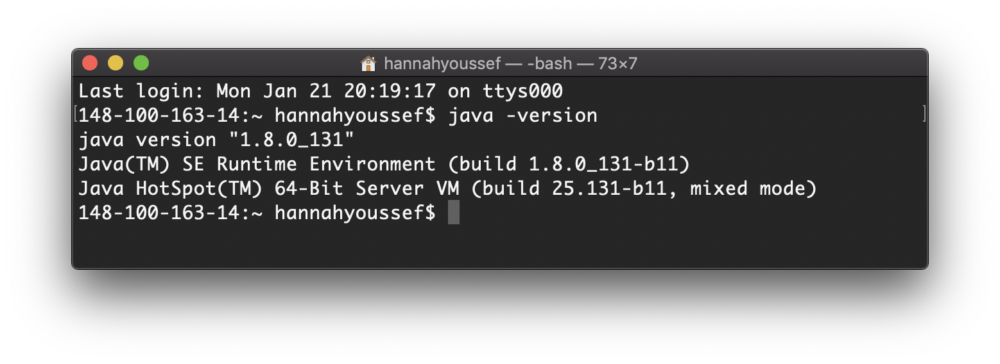 hannahyoussef — -bash — 73×7
Last login: Mon Jan 21 20:19:17 on ttys000
[148-100-163-14:~ hannahyoussef$ java -version ]
java version "1.8.0_131"
Java(TM) SE Runtime Environment (build 1.8.0_131-b11)
Java HotSpot(TM) 64-Bit Server VM (build 25.131-b11, mixed mode)
148-100-163-14:~ hannahyoussef$